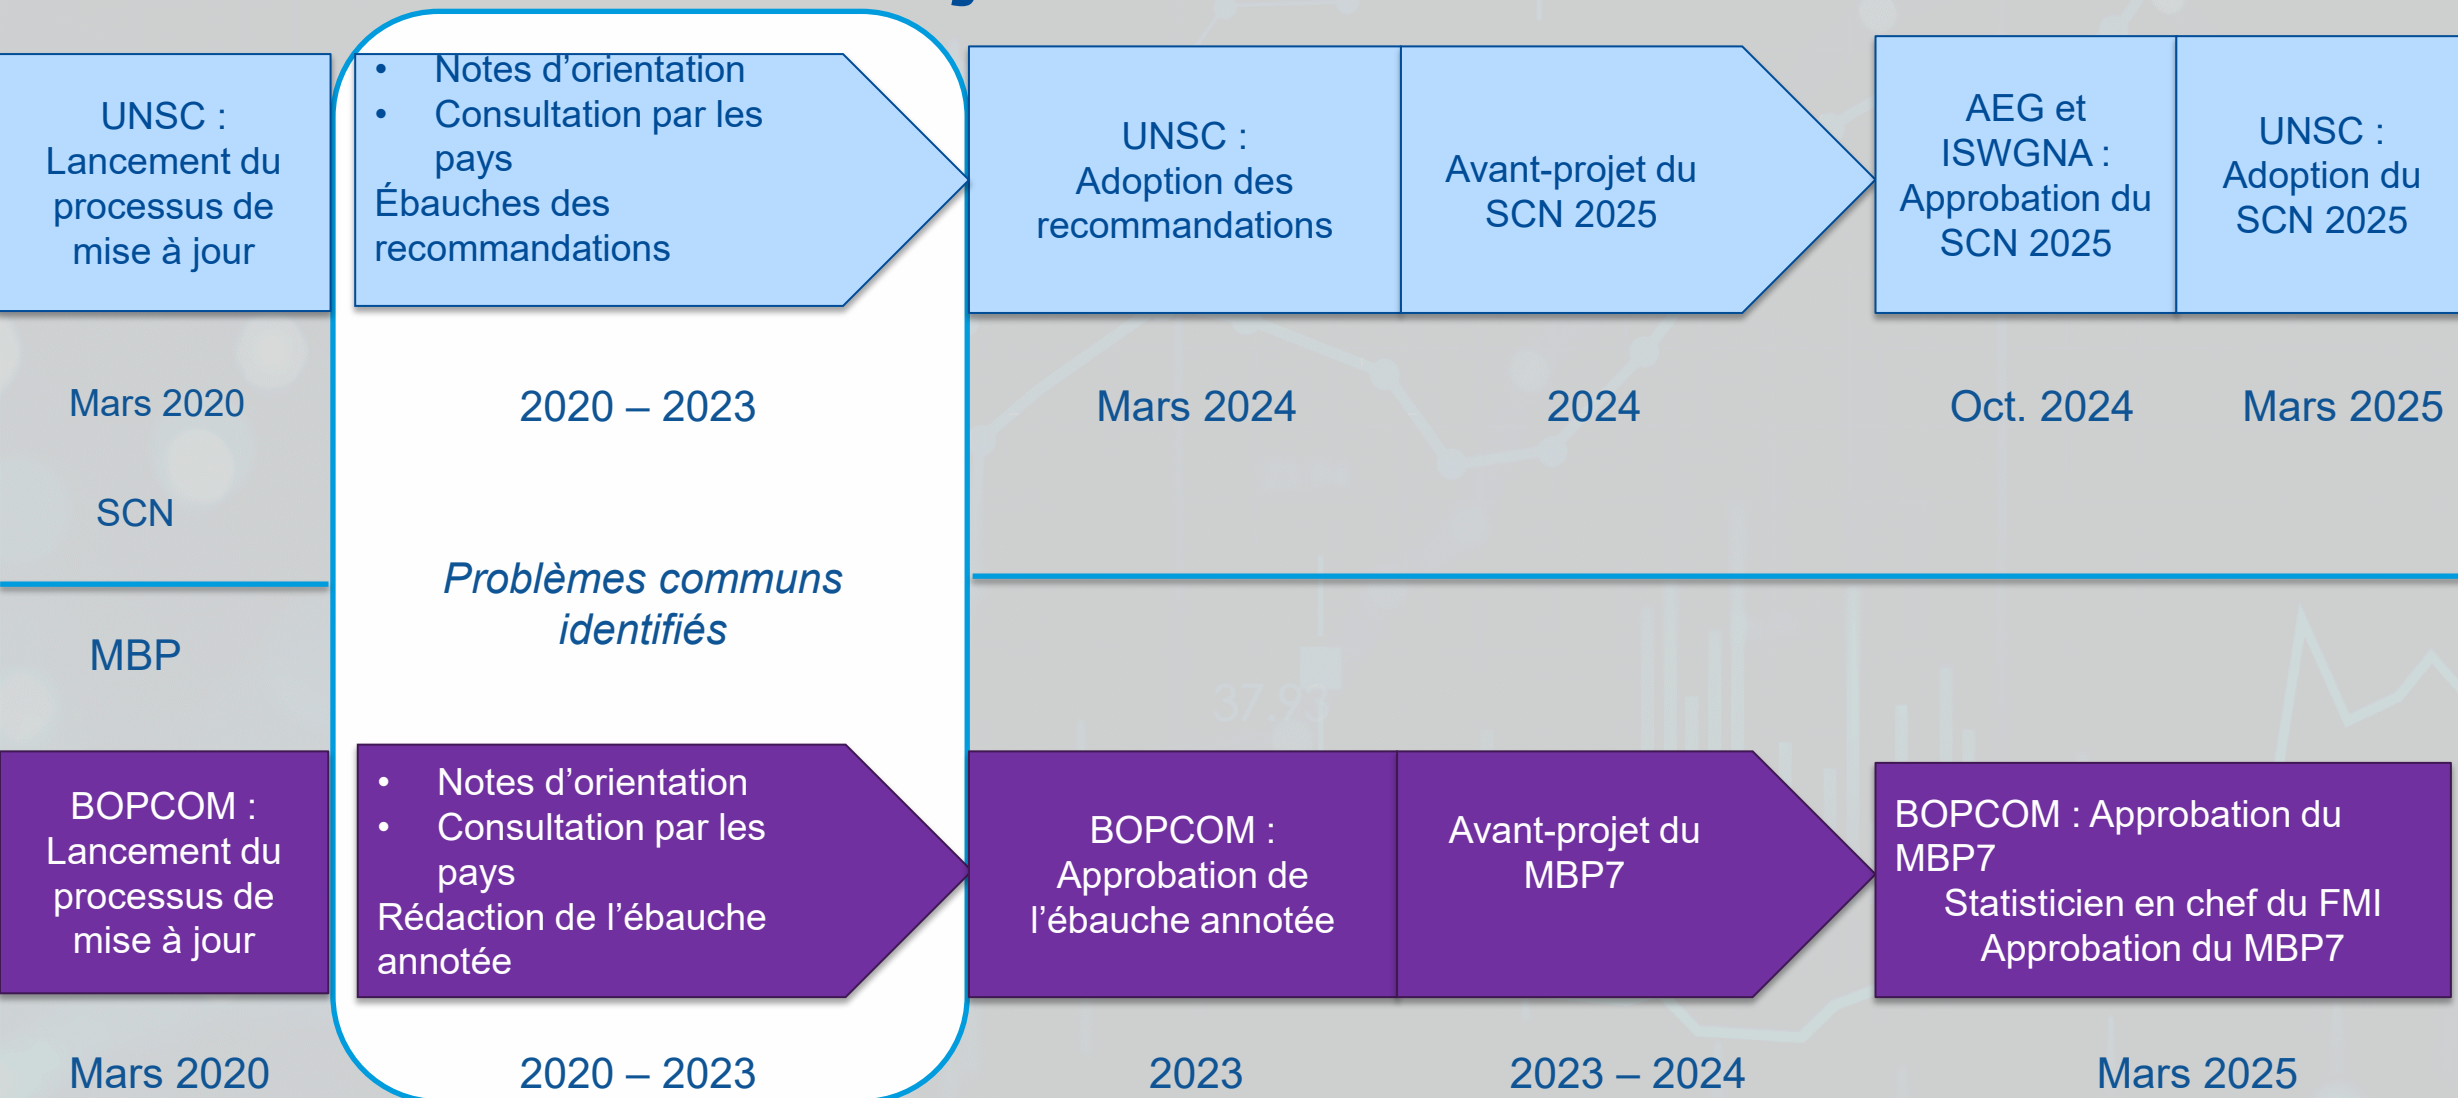 UNSC :
Lancement du
processus de
mise à jour
• Notes d’orientation
• Consultation par les
pays
Ébauches des
recommandations
UNSC :
Adoption des
recommandations
Avant-projet du
SCN 2025
AEG et
ISWGNA :
Approbation du
SCN 2025
UNSC :
Adoption du
SCN 2025
Mars 2020
2020 – 2023
Mars 2024
2024
Oct. 2024
Mars 2025
SCN
Problèmes communs
identifiés
MBP
37.93
BOPCOM :
Lancement du
processus de
mise à jour
• Notes d’orientation
• Consultation par les
pays
Rédaction de l’ébauche
annotée
BOPCOM :
Approbation de
l’ébauche annotée
Avant-projet du
MBP7
BOPCOM : Approbation du
MBP7
Statisticien en chef du FMI
Approbation du MBP7
Mars 2020
2020 – 2023
2023
2023 – 2024
Mars 2025